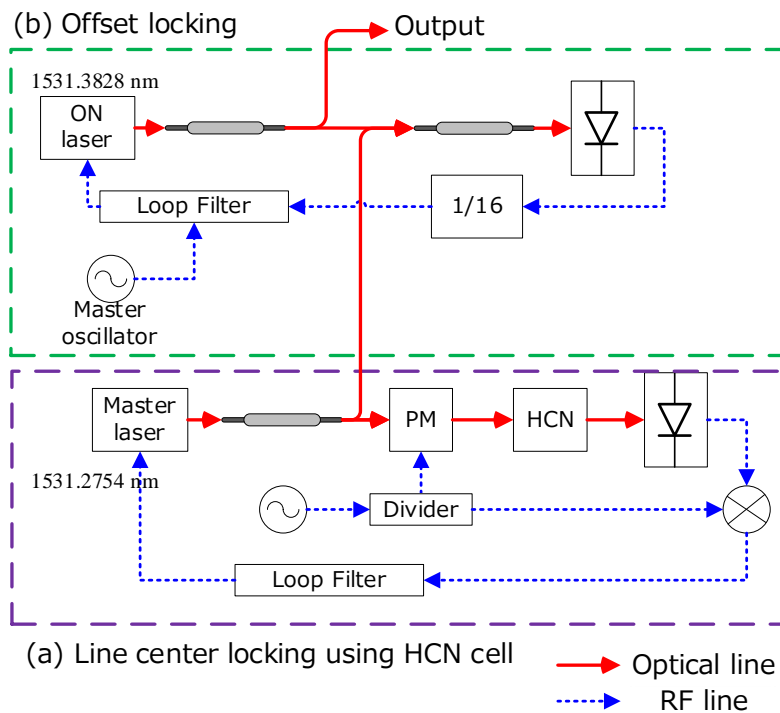 (b) Offset locking
Output
1531.3828 nm
ON
laser
Loop Filter
1/16
Master
oscillator
Master
laser
PM
HCN
1531.2754 nm
Divider
Loop Filter
(a) Line center locking using HCN cell
Optical line
RF line